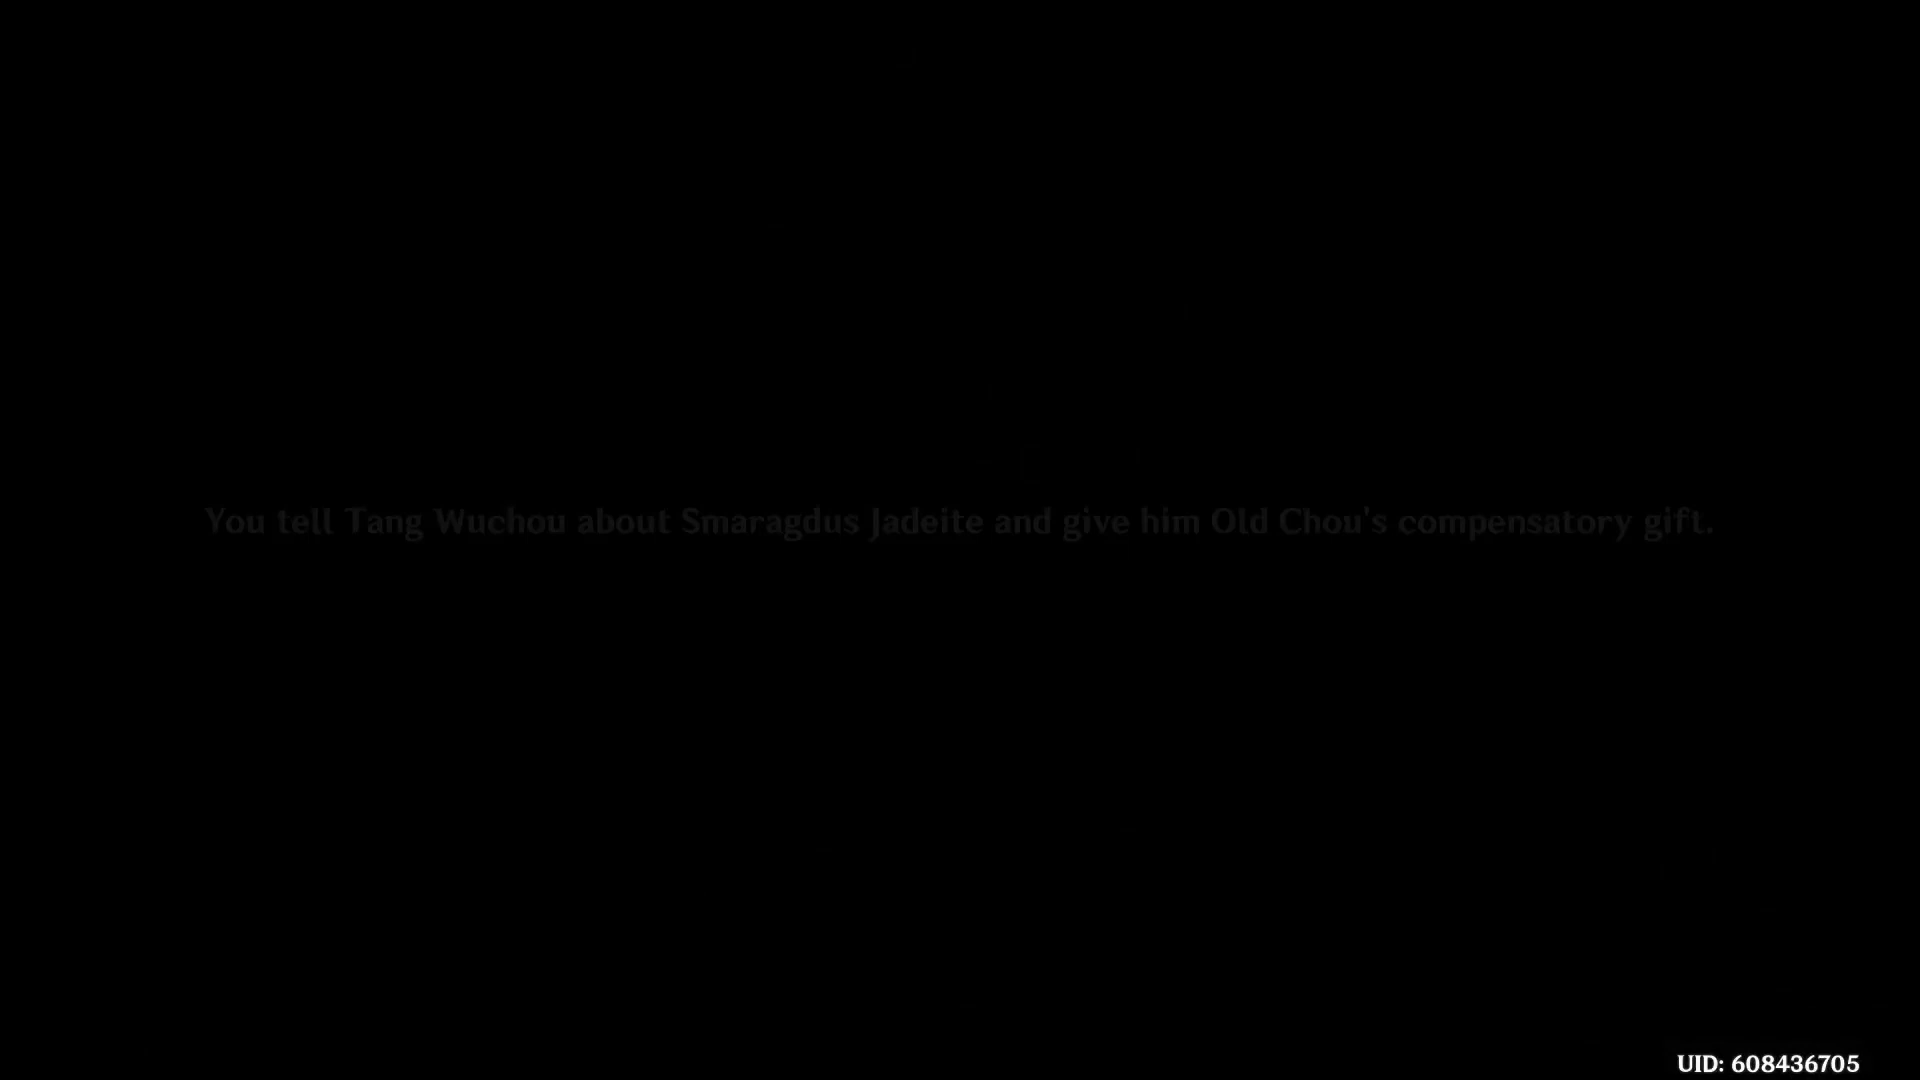 You tell Tang Wuchou about Smaragdus Jadeite and give him Old Chou's compensatory gift.
UID: 608436705